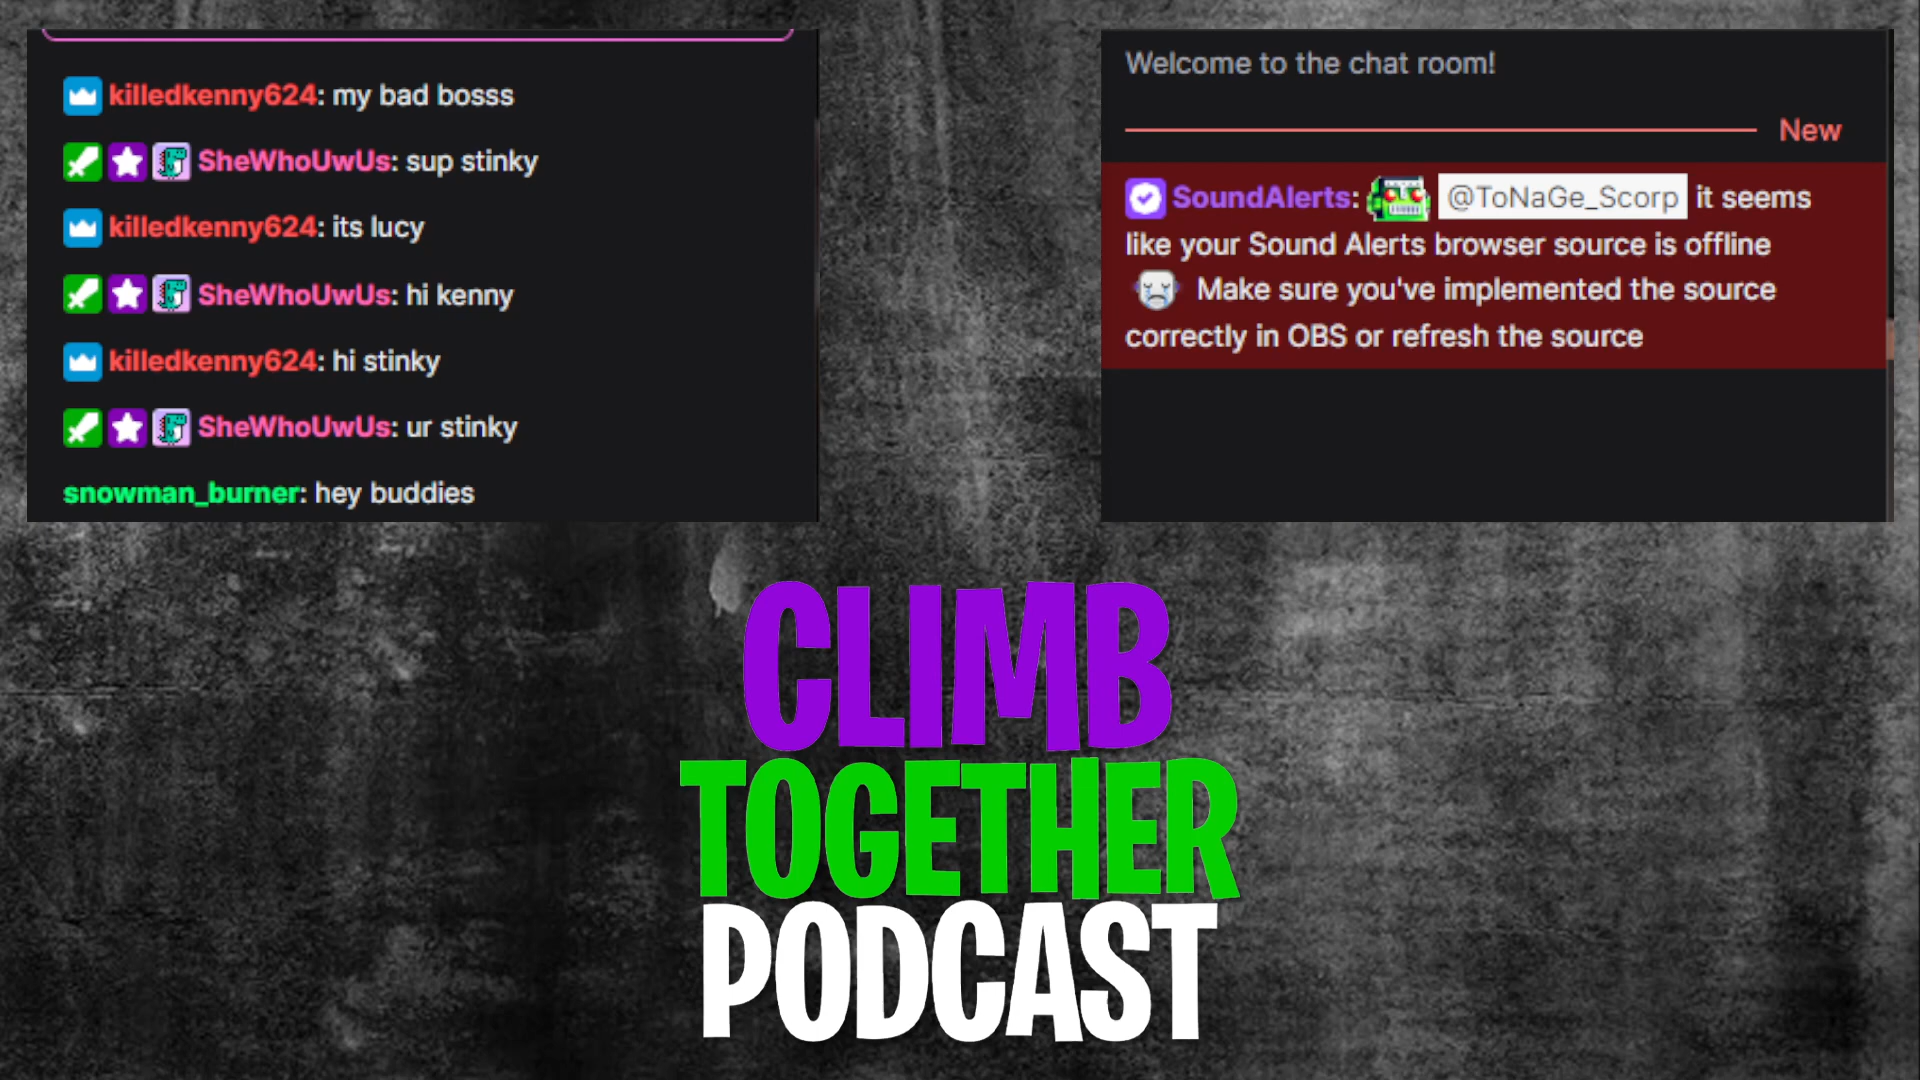 killedkenny624: my bad bosss
SheWhoUwUs: sup stinky
killedkenny624: its lucy
SheWhoUwUs: hi kenny
killedkenny624: hi stinky
SheWhoUwUs: ur stinky
snowman_burner: hey buddies
Welcome to the chat room!
New
SoundAlerts: @ToNaGe_Scorp it seems
like your Sound Alerts browser source is offline
Make sure you've implemented the source
correctly in OBS or refresh the source
CLIMB
TOGETHER
PODCAST